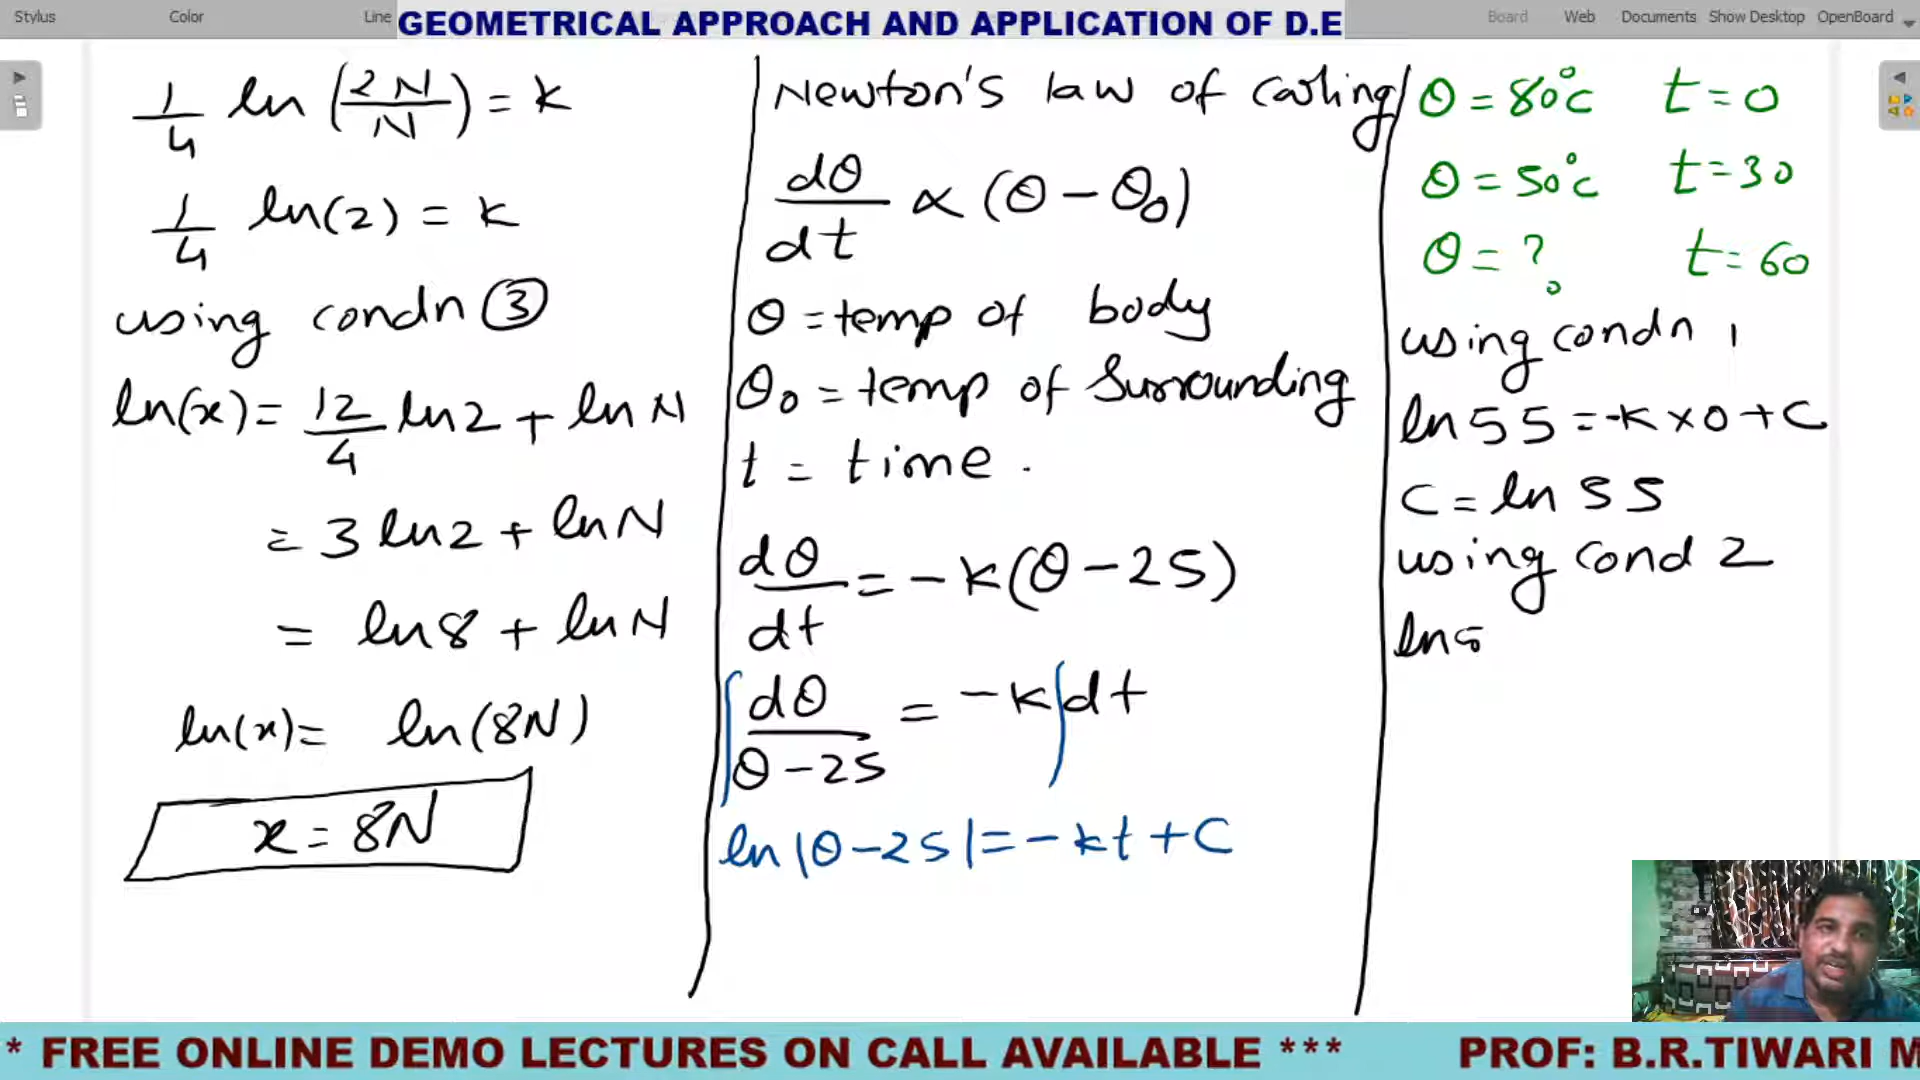 Stylus Color Line Board Web Documents Show Desktop OpenBoard
GEOMETRICAL APPROACH AND APPLICATION OF D.E
1/4 ln (2N/N) = k
1/4 ln(2) = k
using condn ③
ln(x) = 12/4 ln2 + ln N
= 3 ln2 + ln N
= ln8 + ln N
ln(x) = ln(8N)
x = 8N
Newton's law of cooling
dθ/dt ∝ (θ - θ₀)
θ = temp of body
θ₀ = temp of Surrounding
t = time .
dθ/dt = -k(θ - 25)
∫ dθ/(θ - 25) = -k ∫ dt
ln |θ - 25| = -kt + C
θ = 80°C t = 0
θ = 50°C t = 30
θ = ? t = 60
using condn 1
ln 55 = -k × 0 + C
C = ln 55
using cond 2
ln
* FREE ONLINE DEMO LECTURES ON CALL AVAILABLE *** PROF: B.R.TIWARI M